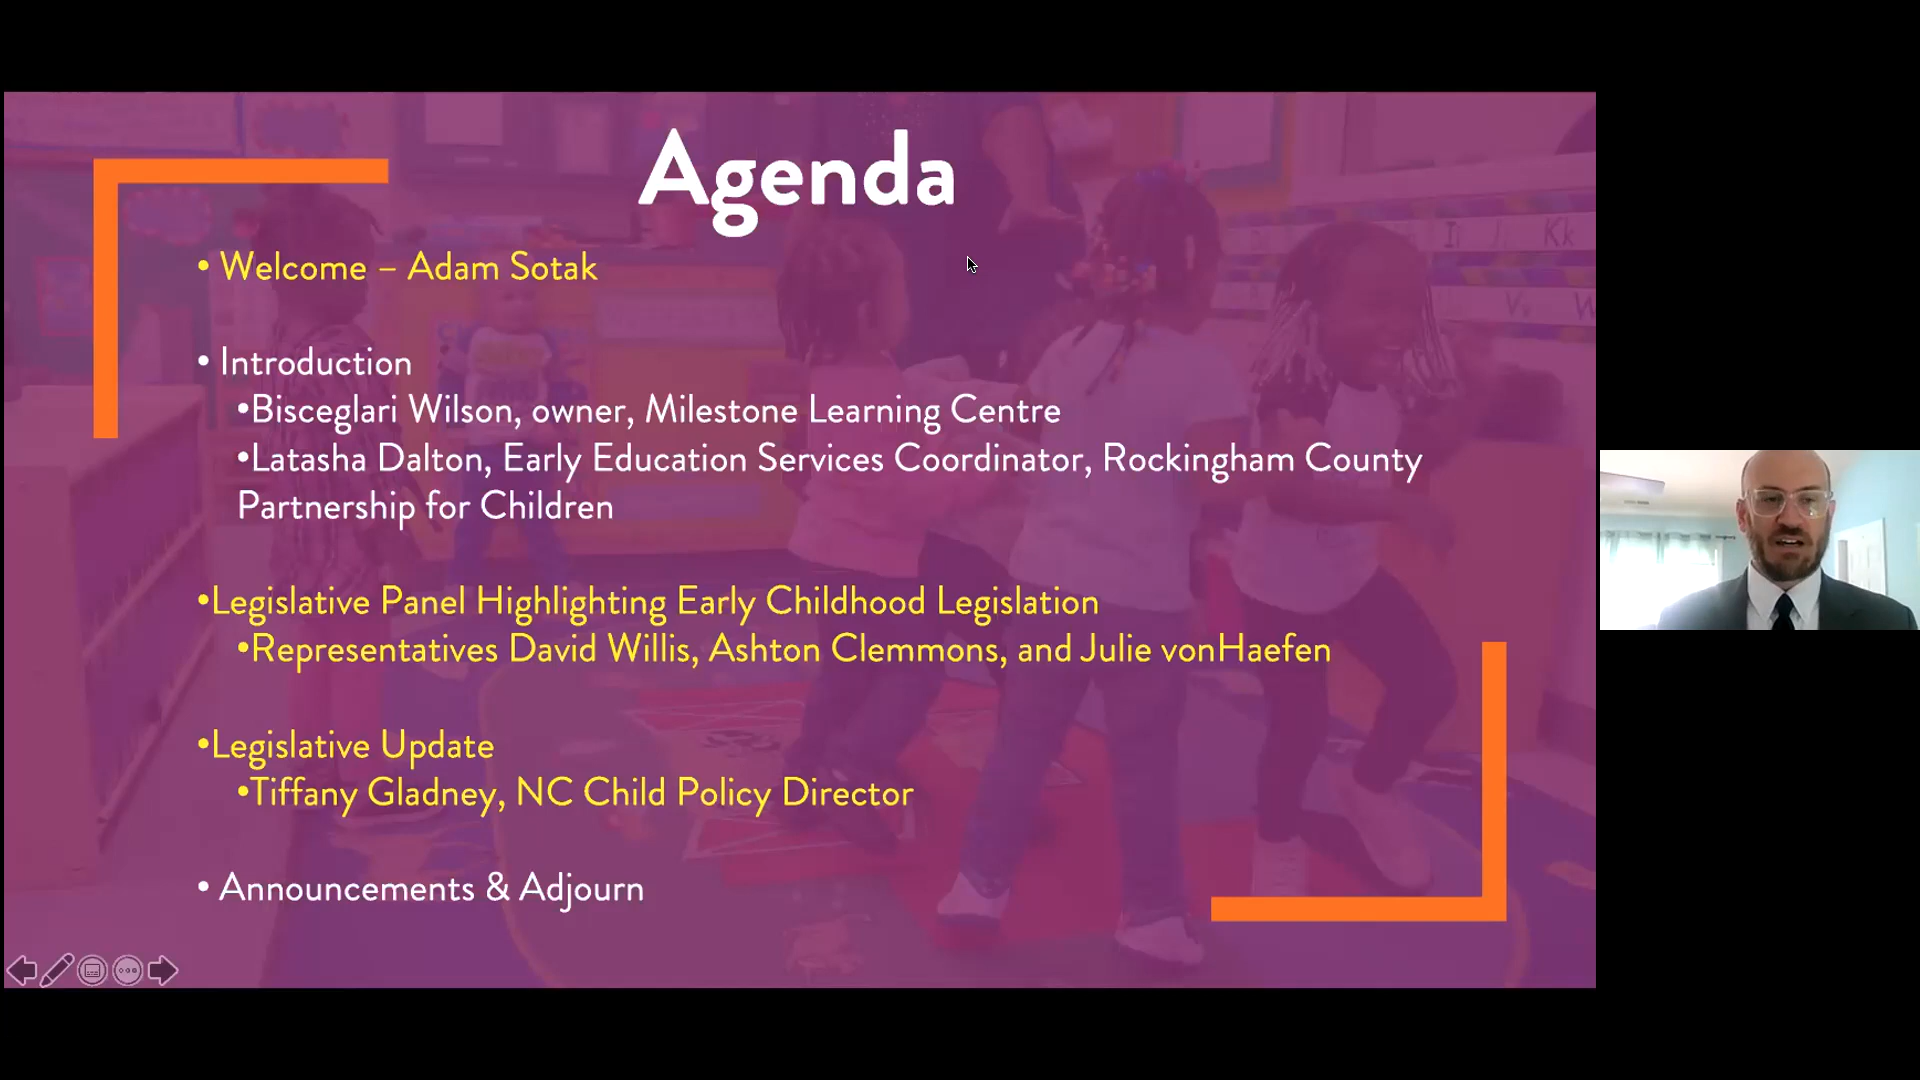 Agenda
• Welcome – Adam Sotak
• Introduction
•Bisceglari Wilson, owner, Milestone Learning Centre
•Latasha Dalton, Early Education Services Coordinator, Rockingham County
Partnership for Children
•Legislative Panel Highlighting Early Childhood Legislation
•Representatives David Willis, Ashton Clemmons, and Julie vonHaefen
•Legislative Update
•Tiffany Gladney, NC Child Policy Director
• Announcements & Adjourn
Kk